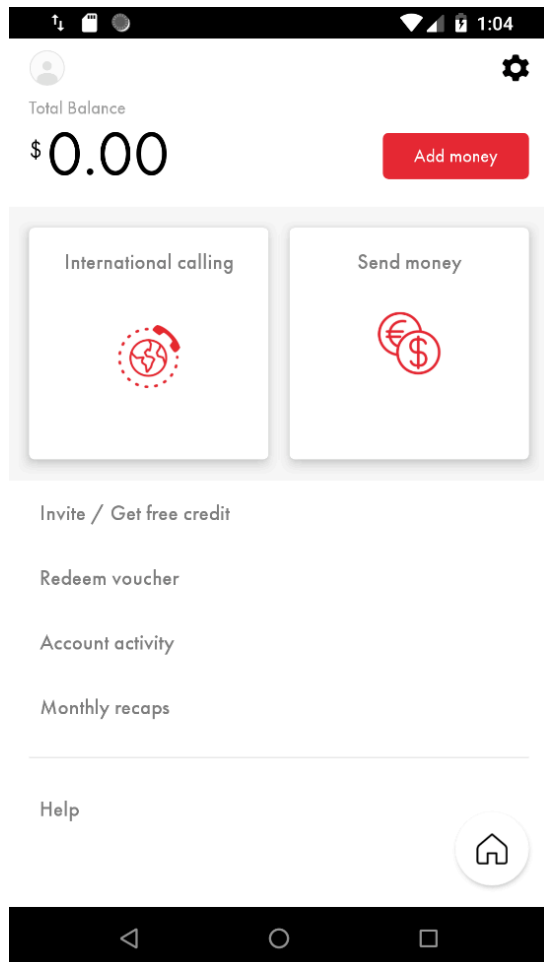 1:04
Total Balance
$0.00
Add money
International calling
Send money
€
$
Invite / Get free credit
Redeem voucher
Account activity
Monthly recaps
Help